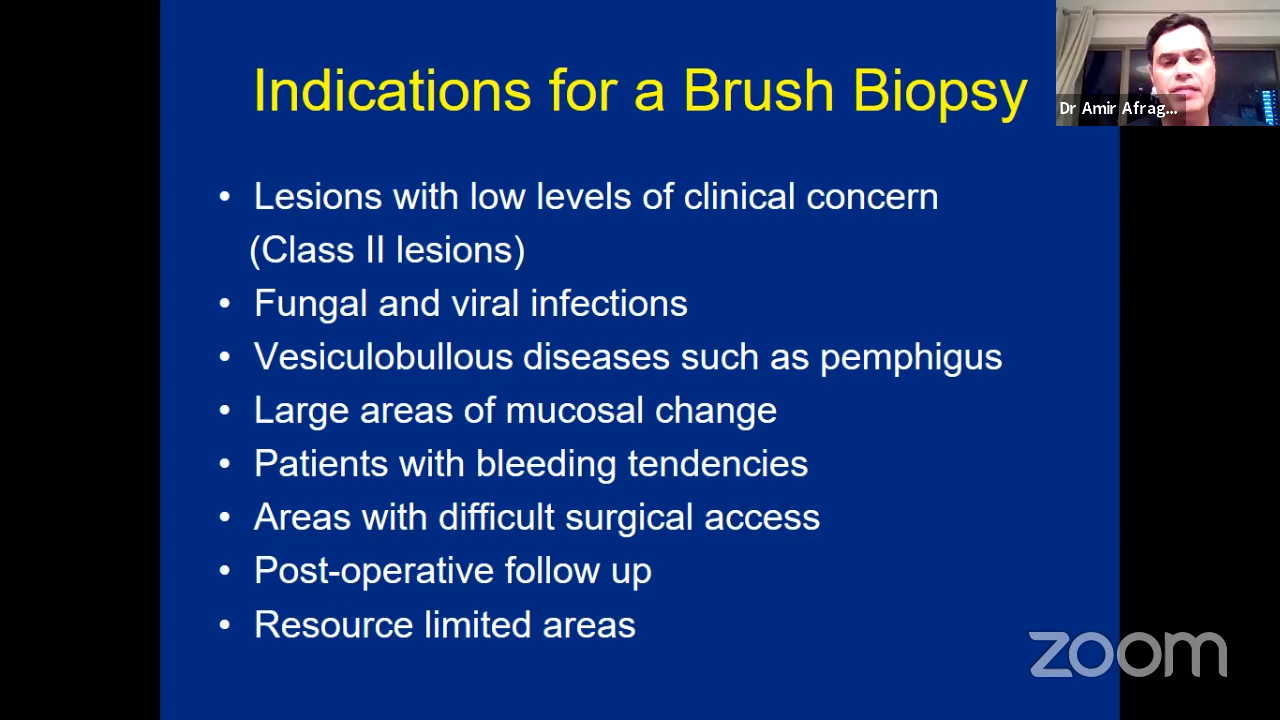 Indications for a Brush Biopsy
Dr Amir Afrag...
• Lesions with low levels of clinical concern
(Class II lesions)
• Fungal and viral infections
• Vesiculobullous diseases such as pemphigus
• Large areas of mucosal change
• Patients with bleeding tendencies
• Areas with difficult surgical access
• Post-operative follow up
• Resource limited areas
zoom